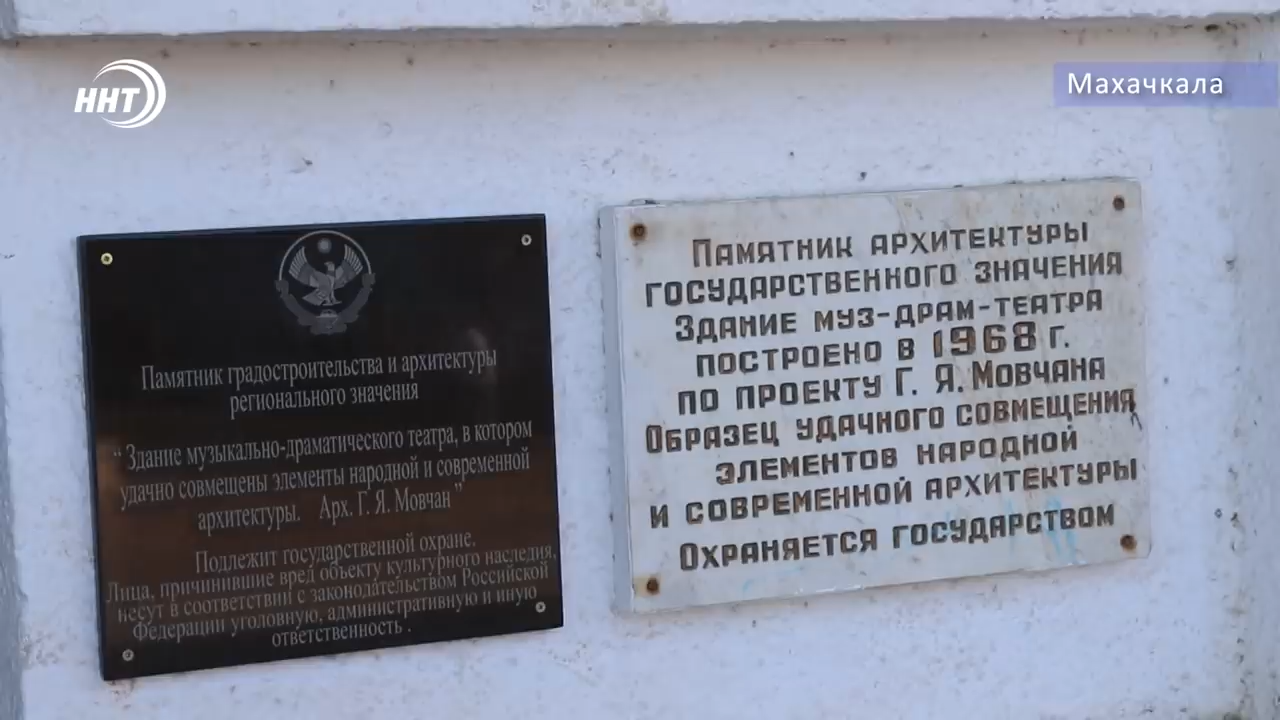 ННТ
Махачкала
Памятник градостроительства и архитектуры
регионального значения
“ Здание музыкально-драматического театра, в котором
удачно совмещены элементы народной и современной
архитектуры. Арх. Г. Я. Мовчан ”
Подлежит государственной охране.
Лица, причинившие вред объекту культурного наследия,
несут в соответствии с законодательством Российской
Федерации уголовную, административную и иную
ответственность .
Памятник архитектуры
государственного значения
Здание муз-драм-театра
построено в 1968 г.
по проекту Г. Я. Мовчана
Образец удачного совмещения
элементов народной
и современной архитектуры
Охраняется государством